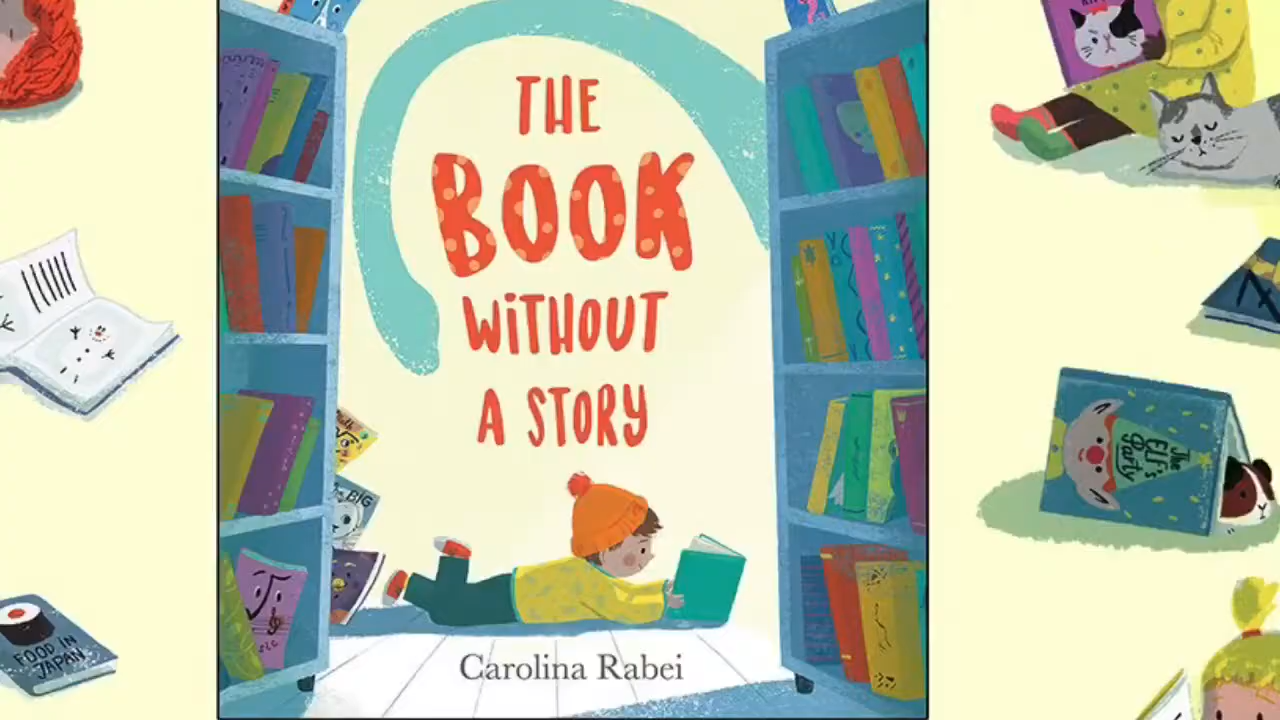 THE
BOOK
WiTHOUT
A STORY
Carolina Rabei
BIG
FOOD iN
JAPAN
The
ELF's
Party